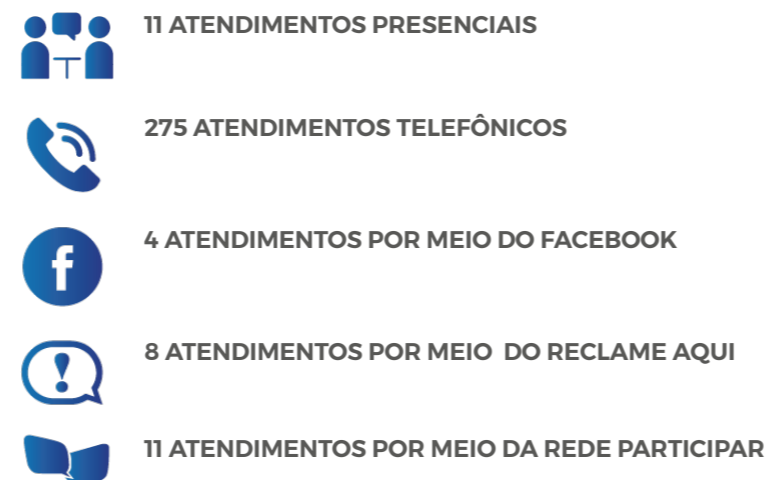 11 ATENDIMENTOS PRESENCIAIS
275 ATENDIMENTOS TELEFÔNICOS
4 ATENDIMENTOS POR MEIO DO FACEBOOK
8 ATENDIMENTOS POR MEIO DO RECLAME AQUI
11 ATENDIMENTOS POR MEIO DA REDE PARTICIPAR